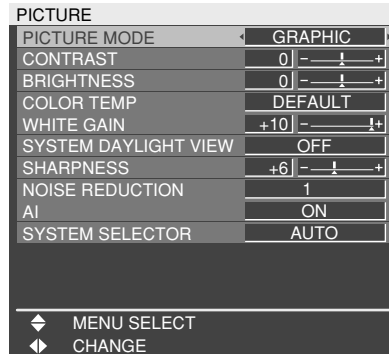 PICTURE
PICTURE MODE GRAPHIC
CONTRAST 0 - +
BRIGHTNESS 0 - +
COLOR TEMP DEFAULT
WHITE GAIN +10 - +
SYSTEM DAYLIGHT VIEW OFF
SHARPNESS +6 - +
NOISE REDUCTION 1
AI ON
SYSTEM SELECTOR AUTO
MENU SELECT
CHANGE